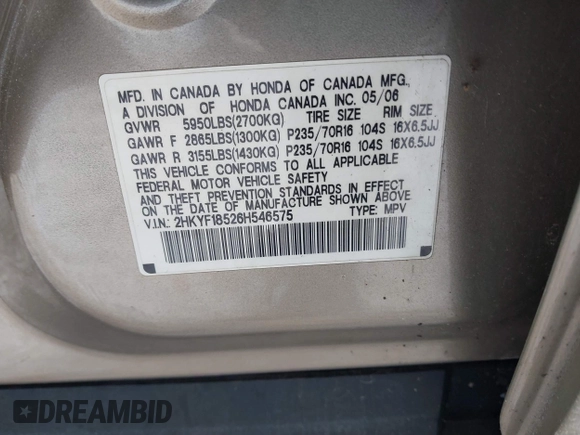 MFD. IN CANADA BY HONDA OF CANADA MFG.,
A DIVISION OF HONDA CANADA INC. 05/06
GVWR 5950LBS(2700KG) TIRE SIZE RIM SIZE
GAWR F 2865LBS(1300KG) P235/70R16 104S 16X6.5JJ
GAWR R 3155LBS(1430KG) P235/70R16 104S 16X6.5JJ
THIS VEHICLE CONFORMS TO ALL APPLICABLE
FEDERAL MOTOR VEHICLE SAFETY
AND THEFT PREVENTION STANDARDS IN EFFECT
ON THE DATE OF MANUFACTURE SHOWN ABOVE.
V.I.N.: 2HKYF18526H546575 TYPE: MPV
DREAMBID